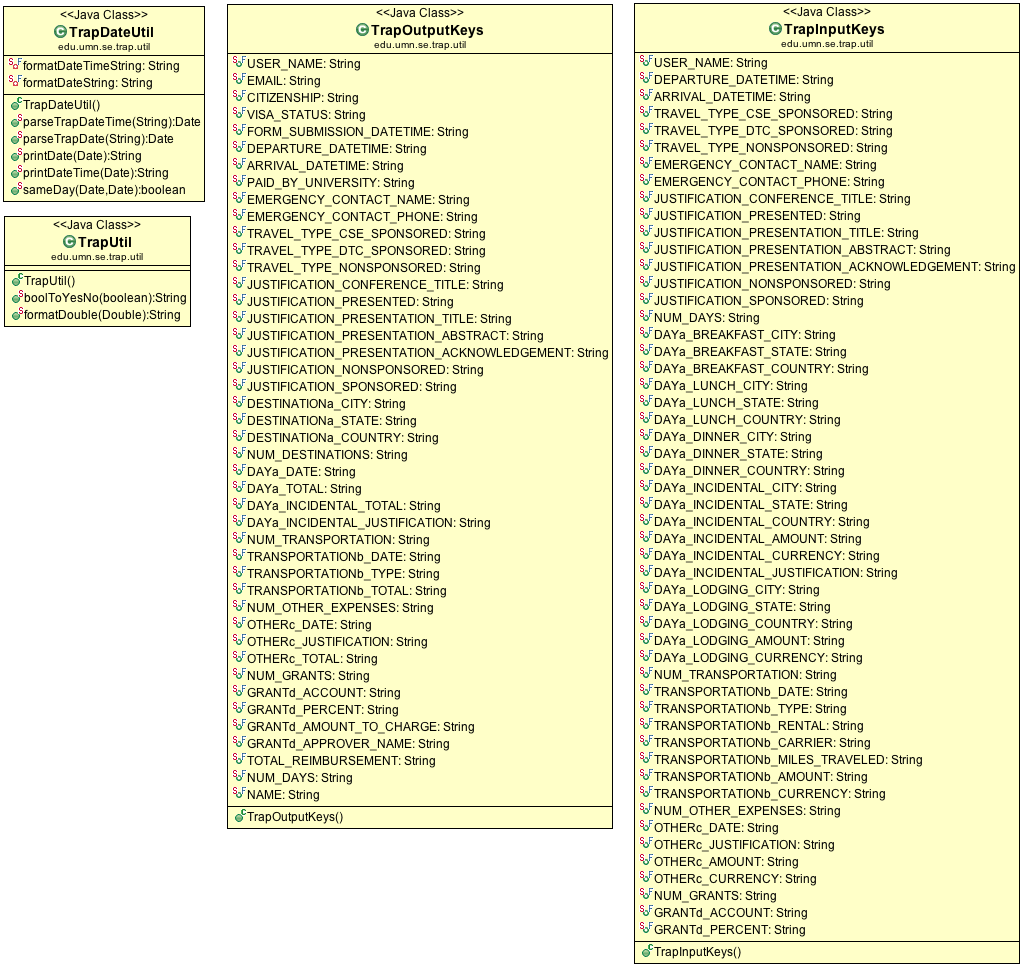 <<Java Class>>
TrapDateUtil
edu.umn.se.trap.util
formatDateTimeString: String
formatDateString: String
TrapDateUtil()
parseTrapDateTime(String):Date
parseTrapDate(String):Date
printDate(Date):String
printDateTime(Date):String
sameDay(Date,Date):boolean
<<Java Class>>
TrapUtil
edu.umn.se.trap.util
TrapUtil()
boolToYesNo(boolean):String
formatDouble(Double):String
<<Java Class>>
TrapOutputKeys
edu.umn.se.trap.util
USER_NAME: String
EMAIL: String
CITIZENSHIP: String
VISA_STATUS: String
FORM_SUBMISSION_DATETIME: String
DEPARTURE_DATETIME: String
ARRIVAL_DATETIME: String
PAID_BY_UNIVERSITY: String
EMERGENCY_CONTACT_NAME: String
EMERGENCY_CONTACT_PHONE: String
TRAVEL_TYPE_CSE_SPONSORED: String
TRAVEL_TYPE_DTC_SPONSORED: String
TRAVEL_TYPE_NONSPONSORED: String
JUSTIFICATION_CONFERENCE_TITLE: String
JUSTIFICATION_PRESENTED: String
JUSTIFICATION_PRESENTATION_TITLE: String
JUSTIFICATION_PRESENTATION_ABSTRACT: String
JUSTIFICATION_PRESENTATION_ACKNOWLEDGEMENT: String
JUSTIFICATION_NONSPONSORED: String
JUSTIFICATION_SPONSORED: String
DESTINATIONa_CITY: String
DESTINATIONa_STATE: String
DESTINATIONa_COUNTRY: String
NUM_DESTINATIONS: String
DAYa_DATE: String
DAYa_TOTAL: String
DAYa_INCIDENTAL_TOTAL: String
DAYa_INCIDENTAL_JUSTIFICATION: String
NUM_TRANSPORTATION: String
TRANSPORTATIONb_DATE: String
TRANSPORTATIONb_TYPE: String
TRANSPORTATIONb_TOTAL: String
NUM_OTHER_EXPENSES: String
OTHERc_DATE: String
OTHERc_JUSTIFICATION: String
OTHERc_TOTAL: String
NUM_GRANTS: String
GRANTd_ACCOUNT: String
GRANTd_PERCENT: String
GRANTd_AMOUNT_TO_CHARGE: String
GRANTd_APPROVER_NAME: String
TOTAL_REIMBURSEMENT: String
NUM_DAYS: String
NAME: String
TrapOutputKeys()
<<Java Class>>
TrapInputKeys
edu.umn.se.trap.util
USER_NAME: String
DEPARTURE_DATETIME: String
ARRIVAL_DATETIME: String
TRAVEL_TYPE_CSE_SPONSORED: String
TRAVEL_TYPE_DTC_SPONSORED: String
TRAVEL_TYPE_NONSPONSORED: String
EMERGENCY_CONTACT_NAME: String
EMERGENCY_CONTACT_PHONE: String
JUSTIFICATION_CONFERENCE_TITLE: String
JUSTIFICATION_PRESENTED: String
JUSTIFICATION_PRESENTATION_TITLE: String
JUSTIFICATION_PRESENTATION_ABSTRACT: String
JUSTIFICATION_PRESENTATION_ACKNOWLEDGEMENT: String
JUSTIFICATION_NONSPONSORED: String
JUSTIFICATION_SPONSORED: String
NUM_DAYS: String
DAYa_BREAKFAST_CITY: String
DAYa_BREAKFAST_STATE: String
DAYa_BREAKFAST_COUNTRY: String
DAYa_LUNCH_CITY: String
DAYa_LUNCH_STATE: String
DAYa_LUNCH_COUNTRY: String
DAYa_DINNER_CITY: String
DAYa_DINNER_STATE: String
DAYa_DINNER_COUNTRY: String
DAYa_INCIDENTAL_CITY: String
DAYa_INCIDENTAL_STATE: String
DAYa_INCIDENTAL_COUNTRY: String
DAYa_INCIDENTAL_AMOUNT: String
DAYa_INCIDENTAL_CURRENCY: String
DAYa_INCIDENTAL_JUSTIFICATION: String
DAYa_LODGING_CITY: String
DAYa_LODGING_STATE: String
DAYa_LODGING_COUNTRY: String
DAYa_LODGING_AMOUNT: String
DAYa_LODGING_CURRENCY: String
NUM_TRANSPORTATION: String
TRANSPORTATIONb_DATE: String
TRANSPORTATIONb_TYPE: String
TRANSPORTATIONb_RENTAL: String
TRANSPORTATIONb_CARRIER: String
TRANSPORTATIONb_MILES_TRAVELED: String
TRANSPORTATIONb_AMOUNT: String
TRANSPORTATIONb_CURRENCY: String
NUM_OTHER_EXPENSES: String
OTHERc_DATE: String
OTHERc_JUSTIFICATION: String
OTHERc_AMOUNT: String
OTHERc_CURRENCY: String
NUM_GRANTS: String
GRANTd_ACCOUNT: String
GRANTd_PERCENT: String
TrapInputKeys()